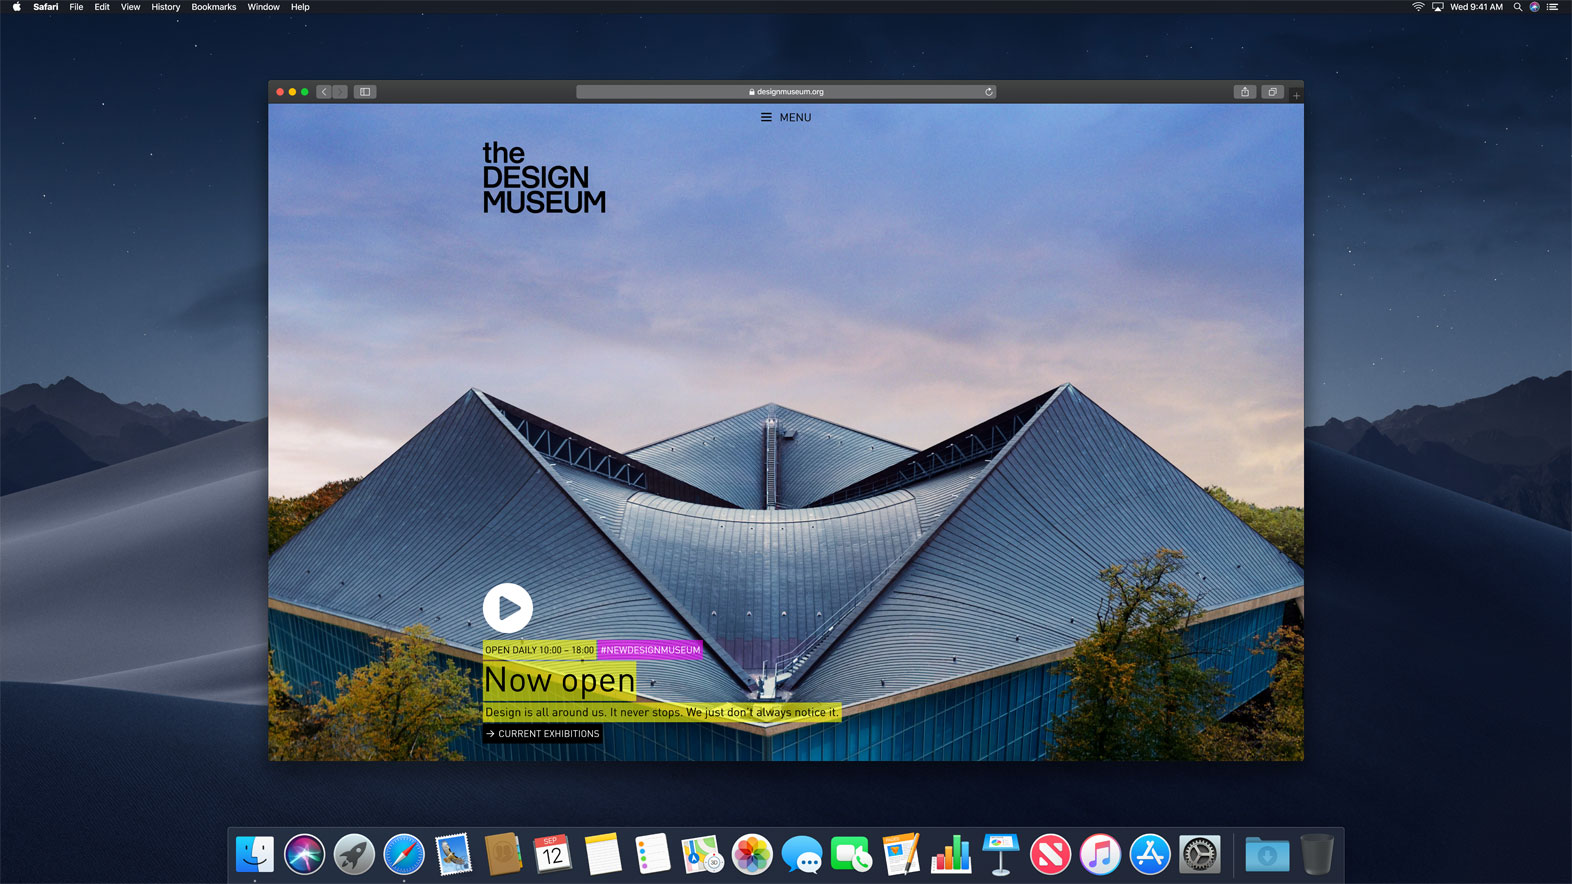 Safari File Edit View History Bookmarks Window Help Wed 9:41 AM
designmuseum.org
MENU
the
DESIGN
MUSEUM
OPEN DAILY 10:00 – 18:00 #NEWDESIGNMUSEUM
Now open
Design is all around us. It never stops. We just don't always notice it.
→ CURRENT EXHIBITIONS
SEP
12